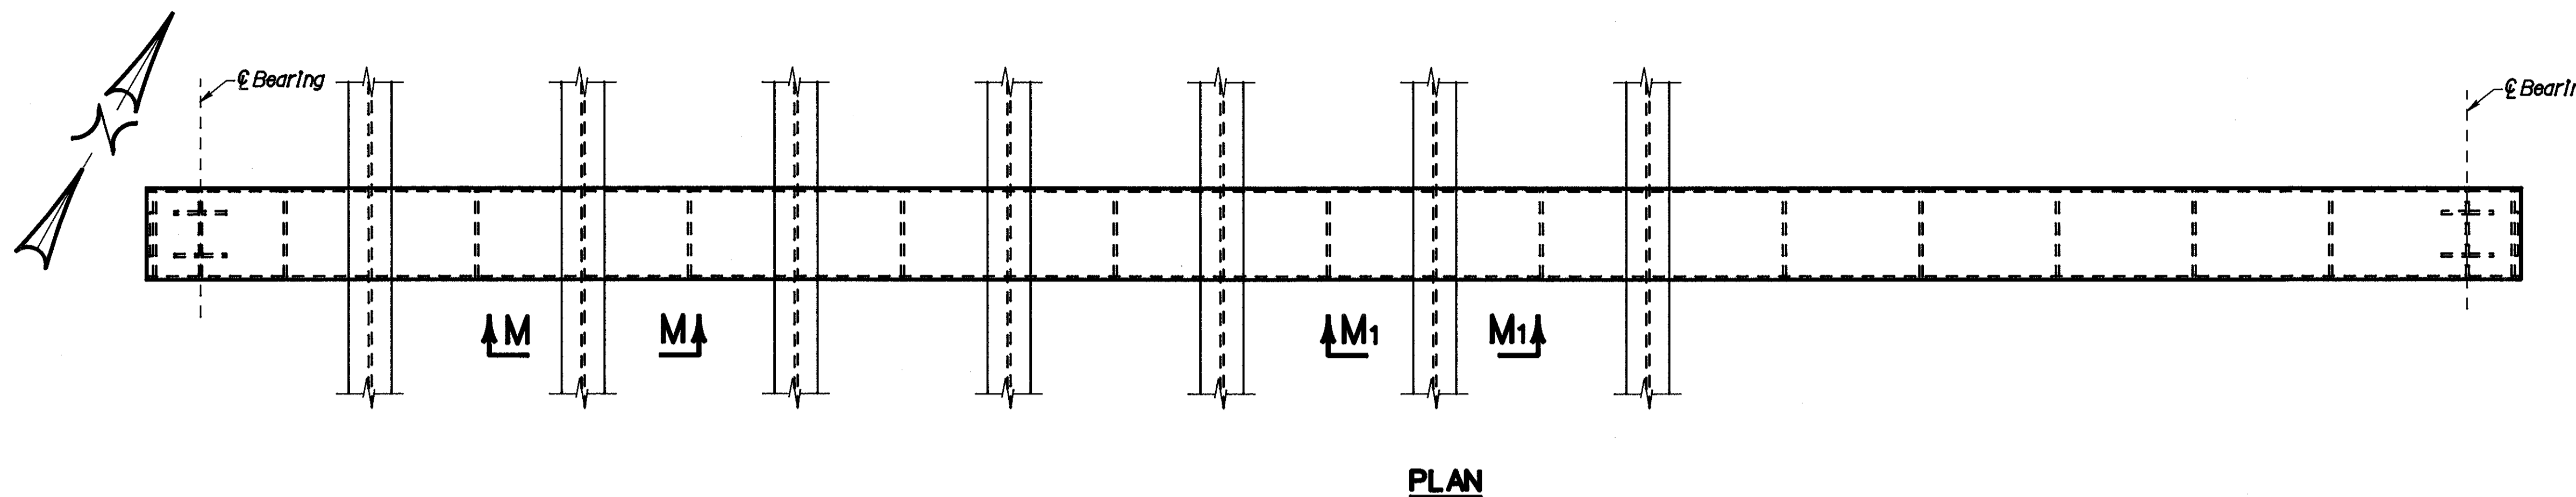 ℄ Bearing
℄ Bearin
M M M1 M1
PLAN